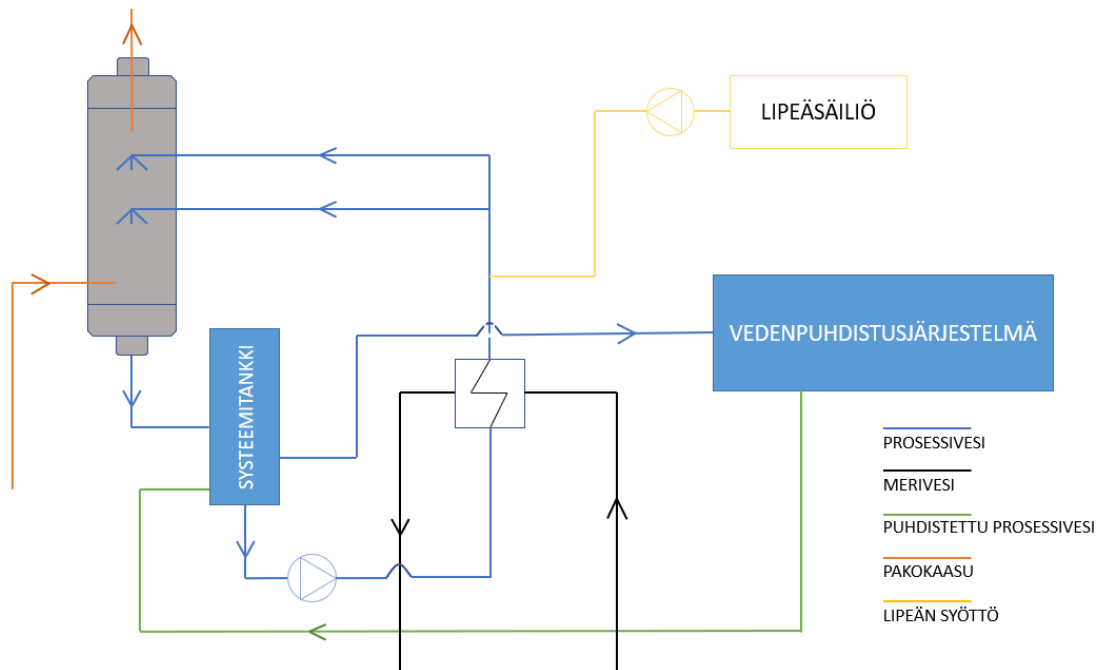 LIPEÄSÄILIÖ
VEDENPUHDISTUSJÄRJESTELMÄ
SYSTEEMITANKKI
PROSESSIVESI
MERIVESI
PUHDISTETTU PROSESSIVESI
PAKOKAASU
LIPEÄN SYÖTTÖ